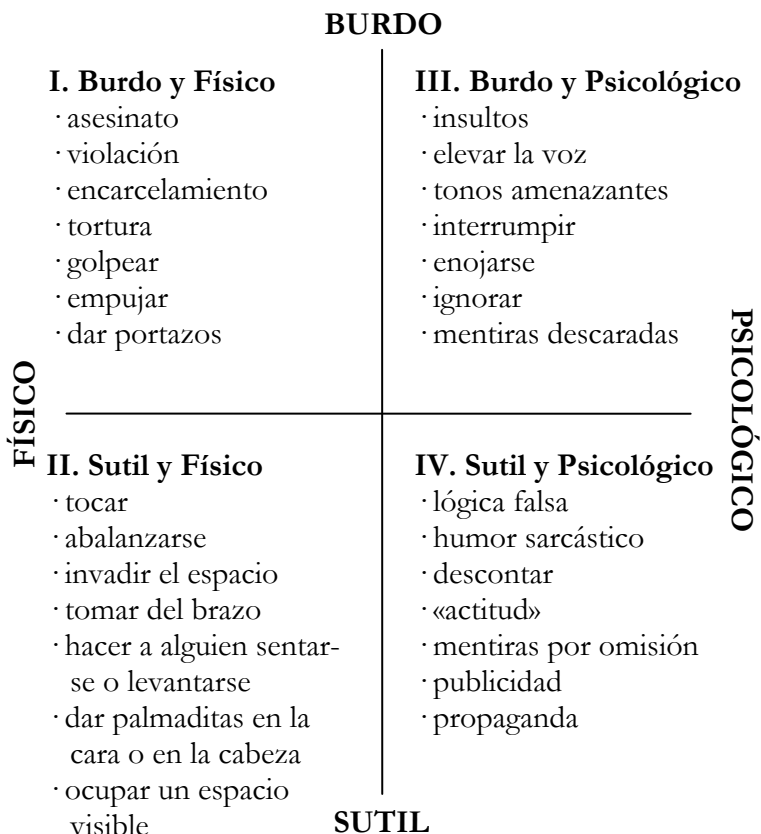 BURDO
I. Burdo y Físico
· asesinato
· violación
· encarcelamiento
· tortura
· golpear
· empujar
· dar portazos
III. Burdo y Psicológico
· insultos
· elevar la voz
· tonos amenazantes
· interrumpir
· enojarse
· ignorar
· mentiras descaradas
FÍSICO
PSICOLÓGICO
II. Sutil y Físico
· tocar
· abalanzarse
· invadir el espacio
· tomar del brazo
· hacer a alguien sentar-
se o levantarse
· dar palmaditas en la
cara o en la cabeza
· ocupar un espacio
visible
IV. Sutil y Psicológico
· lógica falsa
· humor sarcástico
· descontar
· «actitud»
· mentiras por omisión
· publicidad
· propaganda
SUTIL